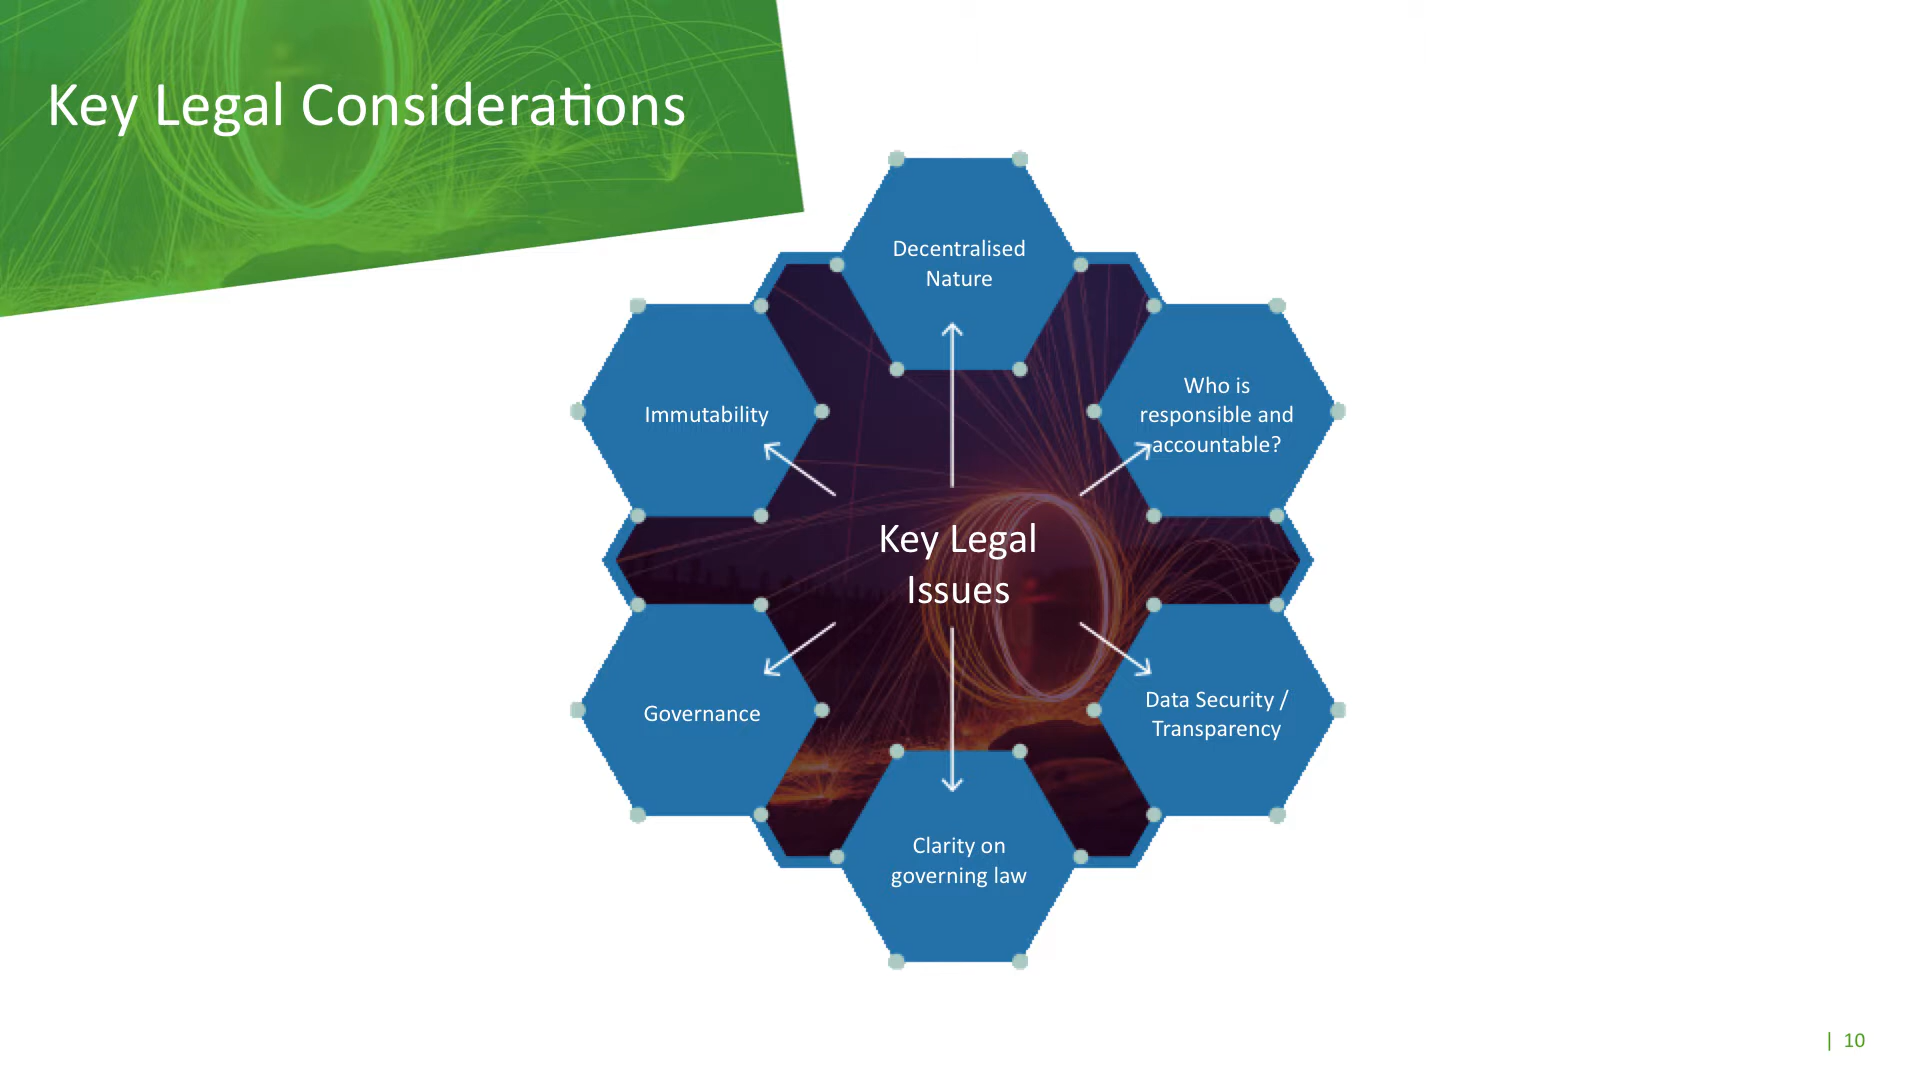 Key Legal Considerations
Decentralised
Nature
Who is
responsible and
accountable?
Immutability
Key Legal
Issues
Data Security /
Transparency
Governance
Clarity on
governing law
| 10